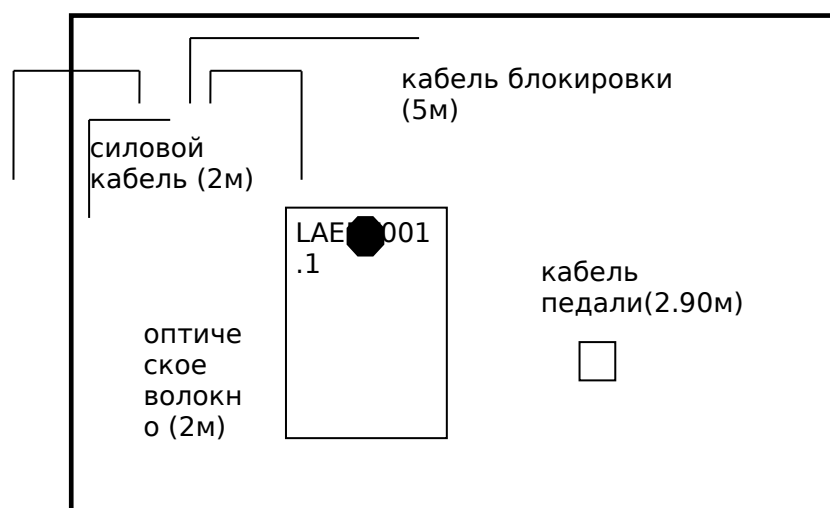 кабель блокировки
(5м)
силовой
кабель (2м)
.1
кабель
педали(2.90м)
оптиче
ское
волокн
о (2м)